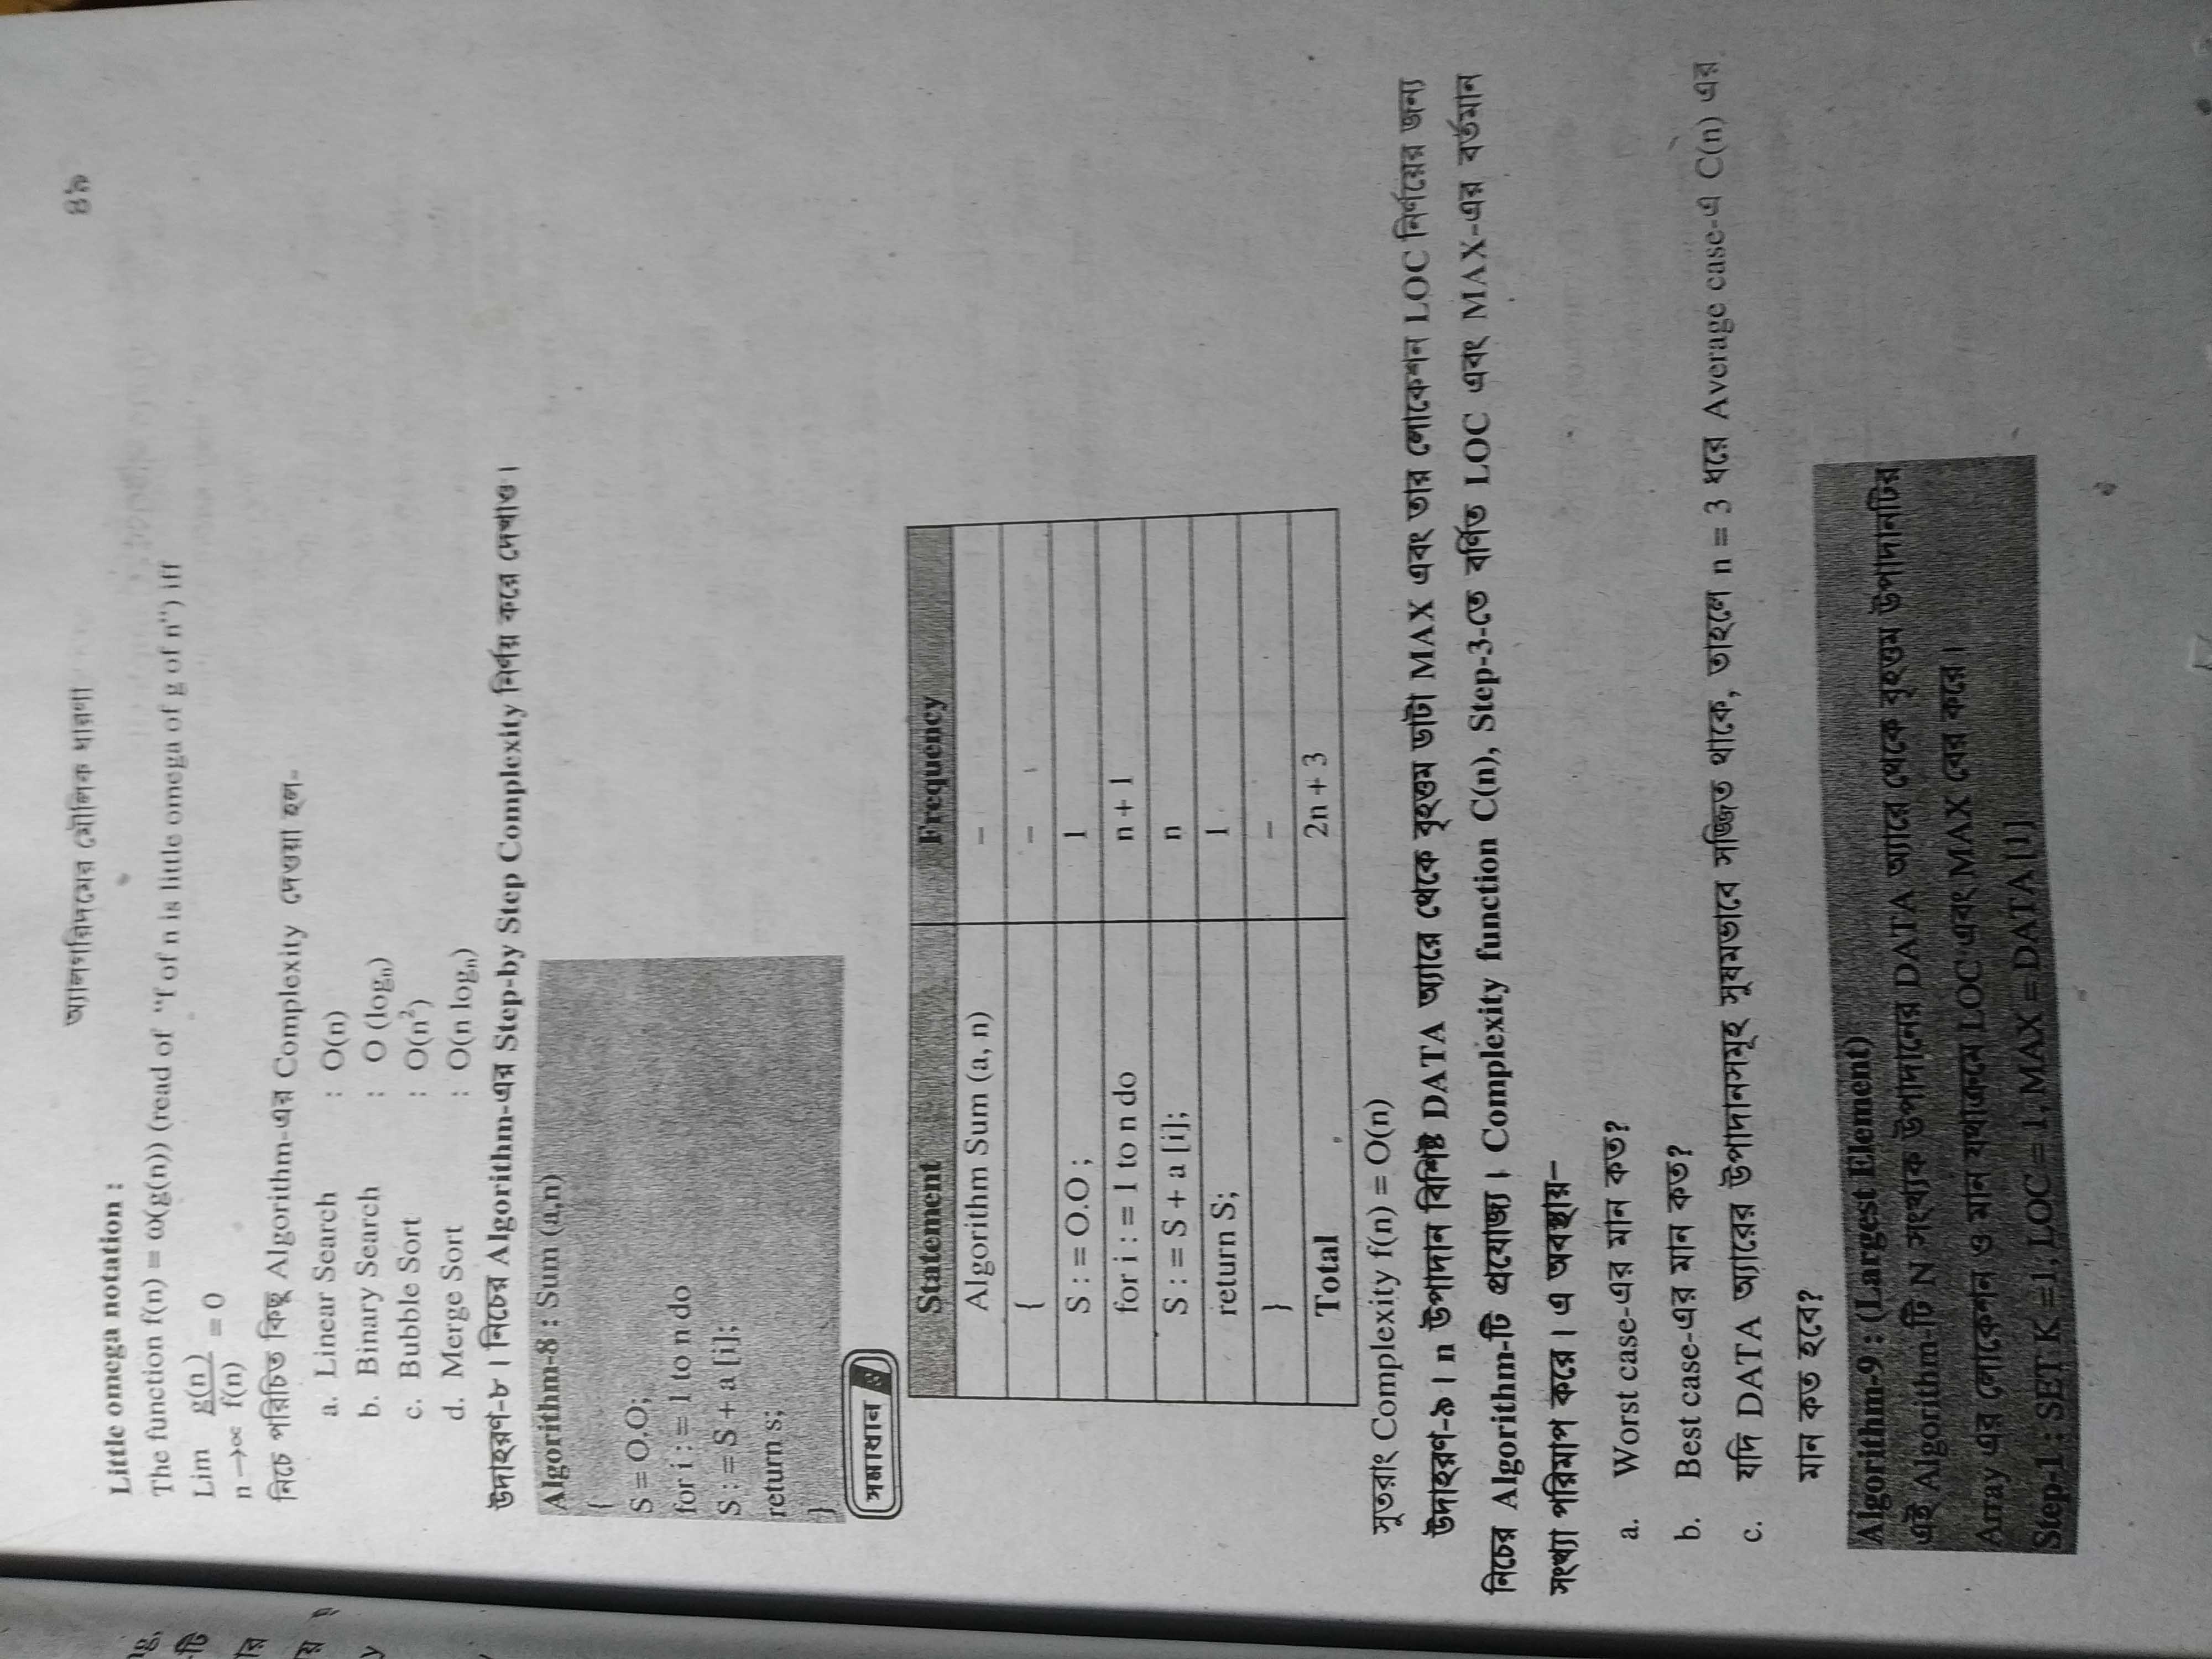 অ্যালগরিদমের মৌলিক ধারণা ৪৯
Little omega notation :
The function f(n) = ω(g(n)) (read of "f of n is little omega of g of n") iff
Lim g(n) / f(n) = 0
n→∝
নিচে পরিচিত কিছু Algorithm-এর Complexity দেওয়া হল-
a. Linear Search : O(n)
b. Binary Search : O (logₙ)
c. Bubble Sort : O(n²)
d. Merge Sort : O(n logₙ)
উদাহরণ-৮। নিচের Algorithm-এর Step-by Step Complexity নির্ণয় করে দেখাও।
Algorithm-8 : Sum (a,n)
{
S = O.O;
for i : = 1 to n do
S : = S + a [i];
return s;
}
সমাধান
Statement Frequency
Algorithm Sum (a, n) –
{ –
S : = O.O ; 1
for i : = 1 to n do n + 1
S : = S + a [i]; n
return S; 1
} –
Total 2n + 3
সুতরাং Complexity f(n) = O(n)
উদাহরণ-৯। n উপাদান বিশিষ্ট DATA অ্যারে থেকে বৃহত্তম ডাটা MAX এবং তার লোকেশন LOC নির্ণয়ের জন্য
নিচের Algorithm-টি প্রযোজ্য। Complexity function C(n), Step-3-তে বর্ণিত LOC এবং MAX-এর বর্তমান
সংখ্যা পরিমাপ করে। এ অবস্থায়–
a. Worst case-এর মান কত?
b. Best case-এর মান কত?
c. যদি DATA অ্যারের উপাদানসমূহ সুষমভাবে সজ্জিত থাকে, তাহলে n = 3 ধরে Average case-এ C(n) এর
মান কত হবে?
Algorithm-9 : (Largest Element)
এই Algorithm-টি N সংখ্যক উপাদানের DATA অ্যারে থেকে বৃহত্তম উপাদানটির
Array এর লোকেশন ও মান যথাক্রমে LOC এবং MAX বের করে।
Step-1 : SET K = 1, LOC = 1, MAX = DATA [1]